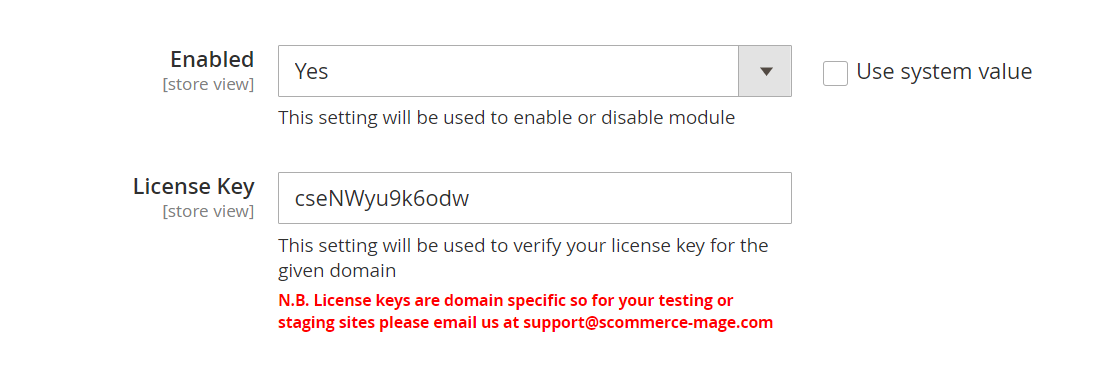 Enabled
Yes
Use system value
[store view]
This setting will be used to enable or disable module
License Key
cseNWyu9k6odw
[store view]
This setting will be used to verify your license key for the
given domain
N.B. License keys are domain specific so for your testing or
staging sites please email us at support@scommerce-mage.com